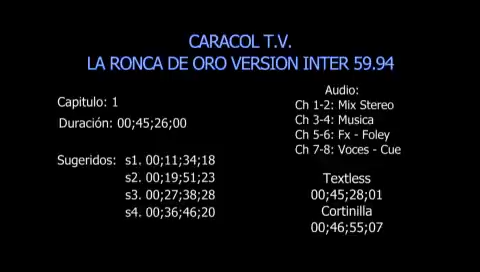 CARACOL T.V.
LA RONCA DE ORO VERSION INTER 59.94
Capitulo: 1
Duración: 00;45;26;00
Sugeridos: s1. 00;11;34;18
s2. 00;19;51;23
s3. 00;27;38;28
s4. 00;36;46;20
Audio:
Ch 1-2: Mix Stereo
Ch 3-4: Musica
Ch 5-6: Fx - Foley
Ch 7-8: Voces - Cue
Textless
00;45;28;01
Cortinilla
00;46;55;07